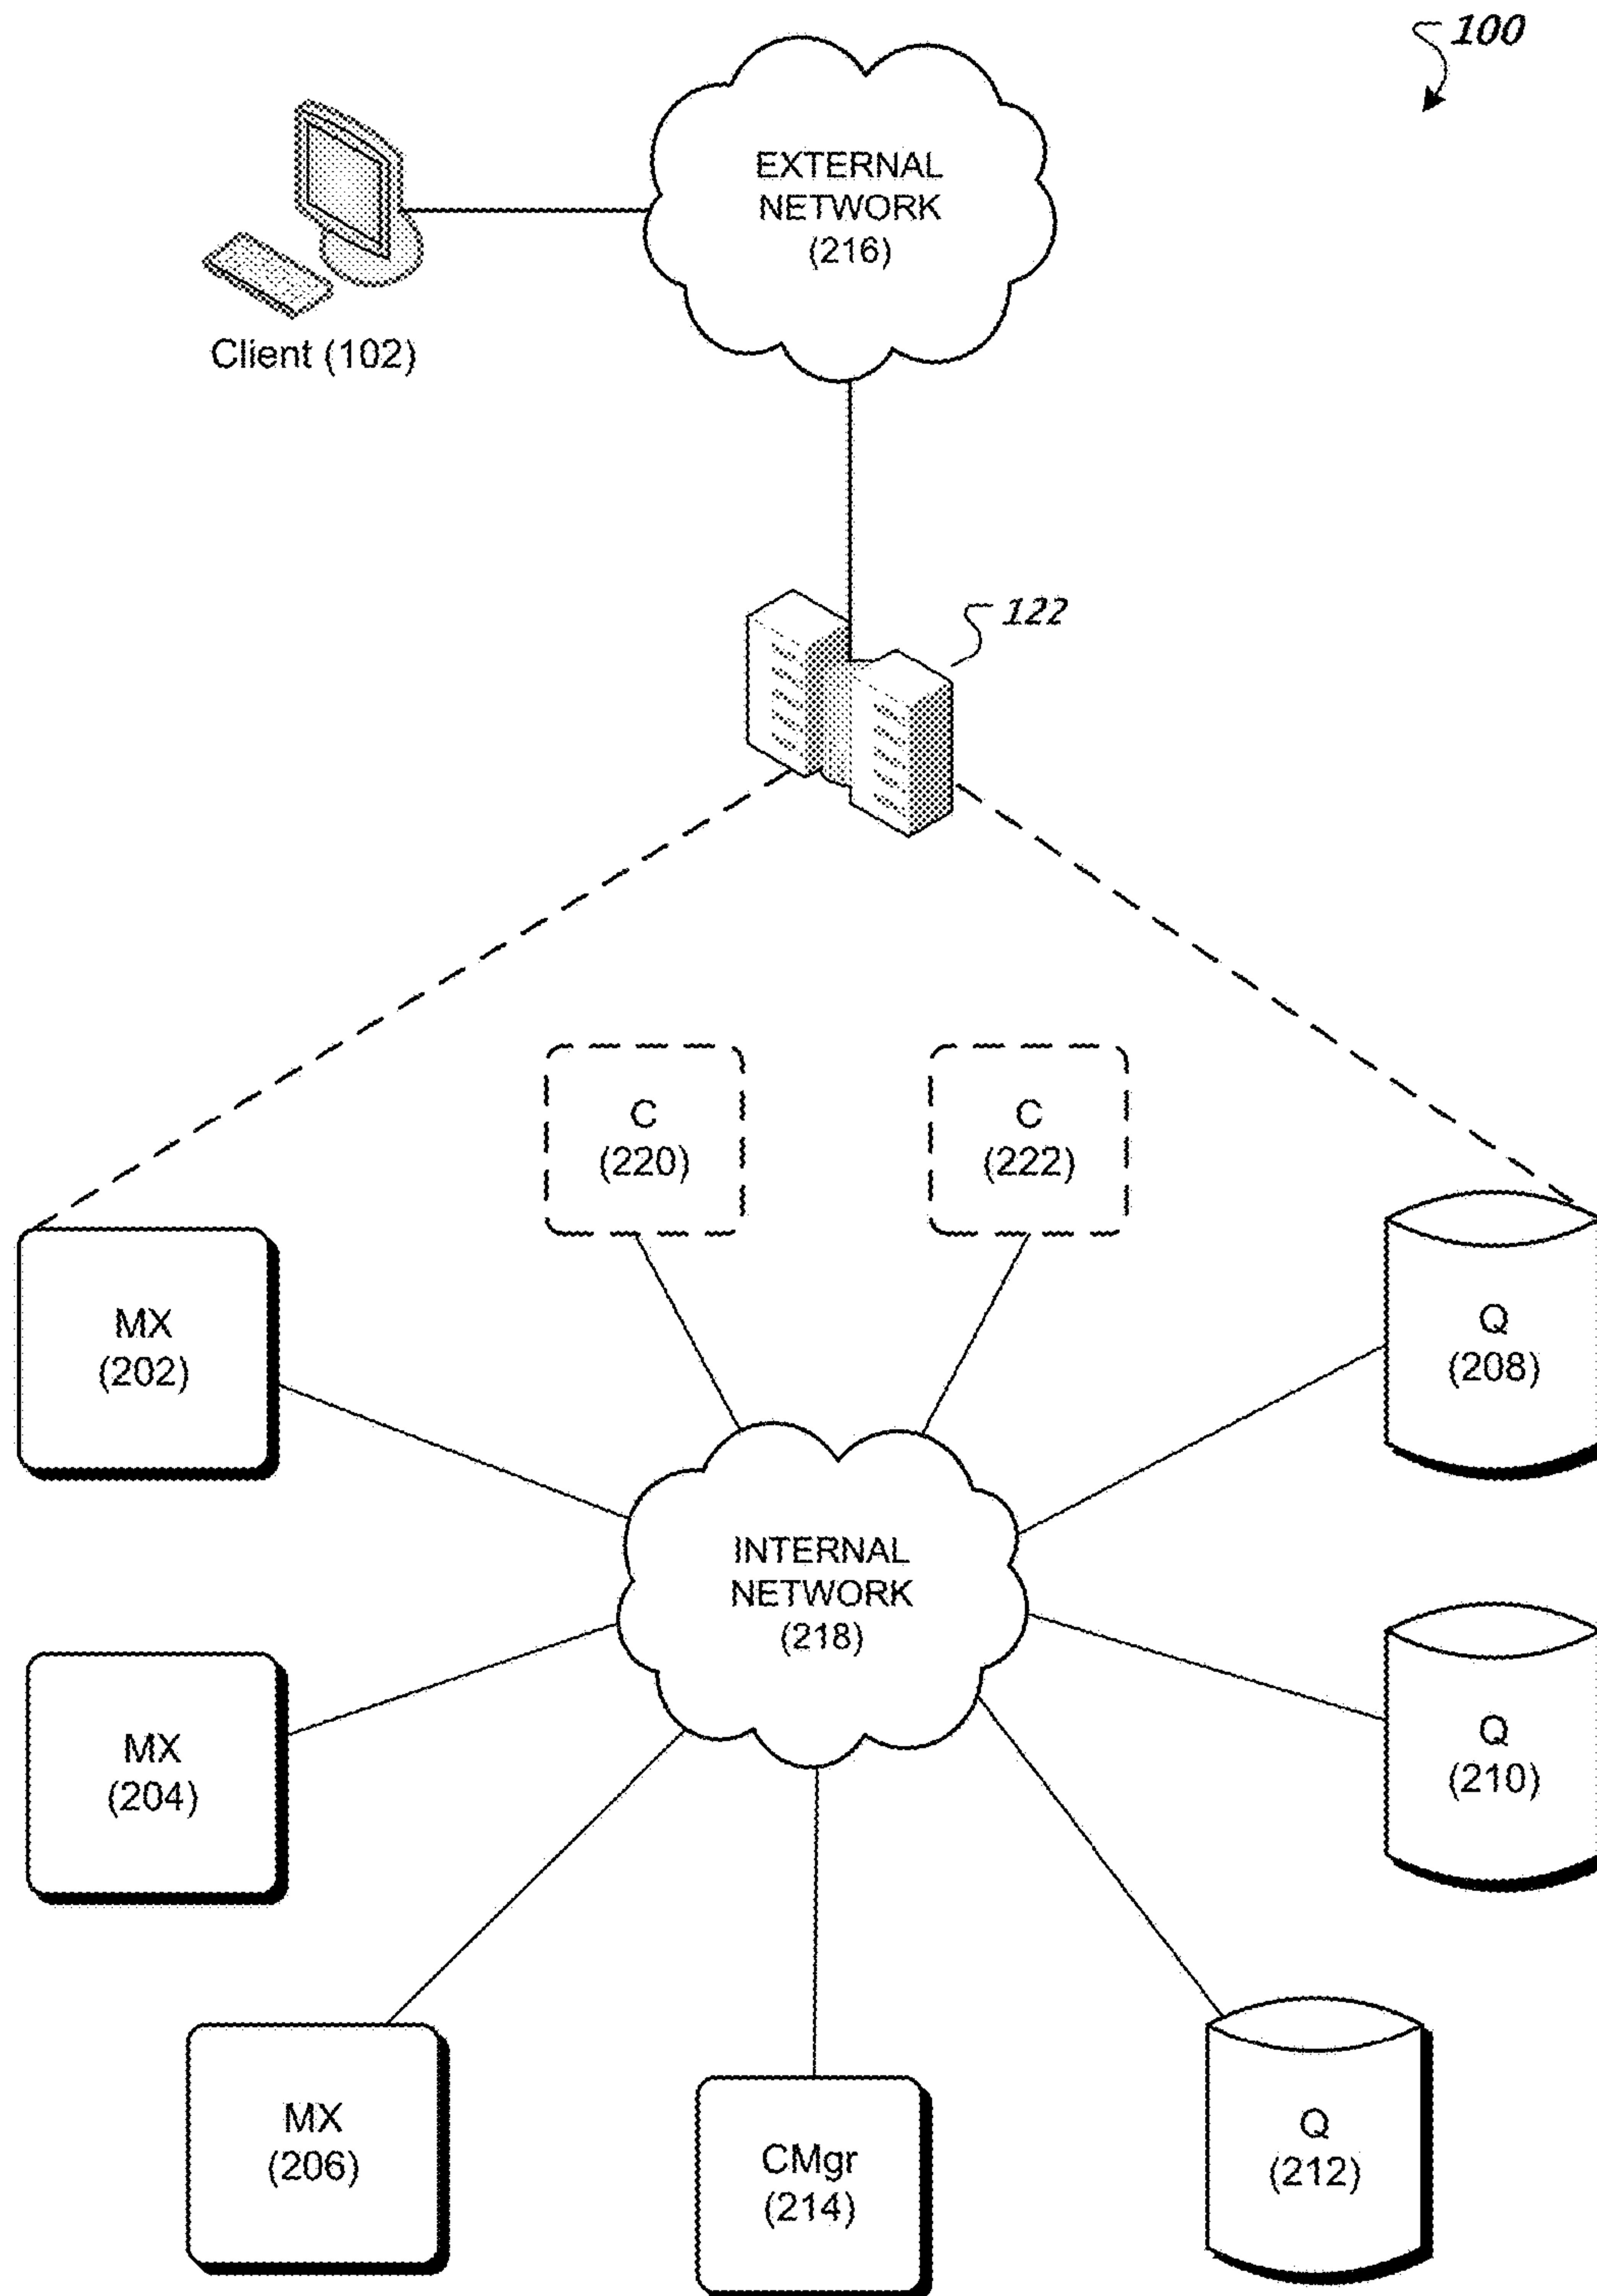 100
EXTERNAL
NETWORK
(216)
Client (102)
122
C
(220)
C
(222)
MX
(202)
Q
(208)
INTERNAL
NETWORK
(218)
MX
(204)
Q
(210)
MX
(206)
CMgr
(214)
Q
(212)